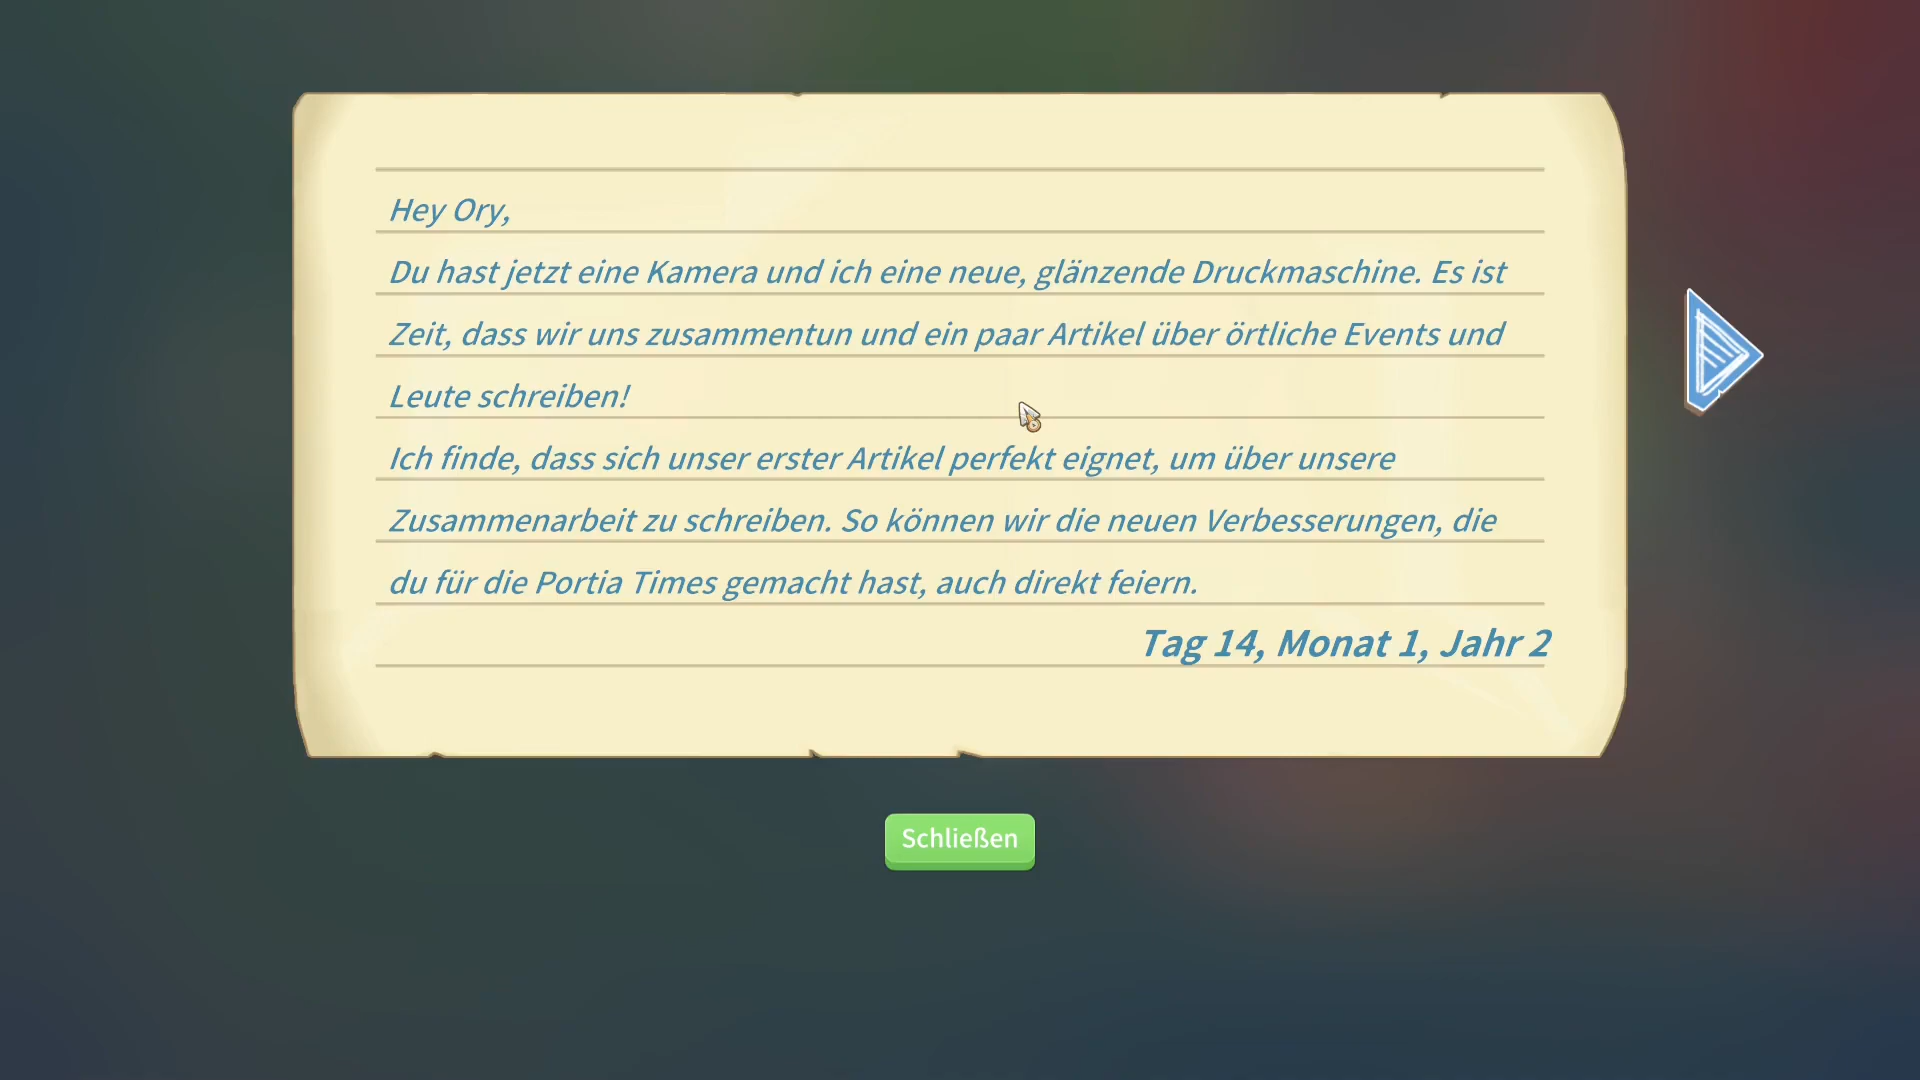 Hey Ory,
Du hast jetzt eine Kamera und ich eine neue, glänzende Druckmaschine. Es ist
Zeit, dass wir uns zusammentun und ein paar Artikel über örtliche Events und
Leute schreiben!
Ich finde, dass sich unser erster Artikel perfekt eignet, um über unsere
Zusammenarbeit zu schreiben. So können wir die neuen Verbesserungen, die
du für die Portia Times gemacht hast, auch direkt feiern.
Tag 14, Monat 1, Jahr 2
Schließen